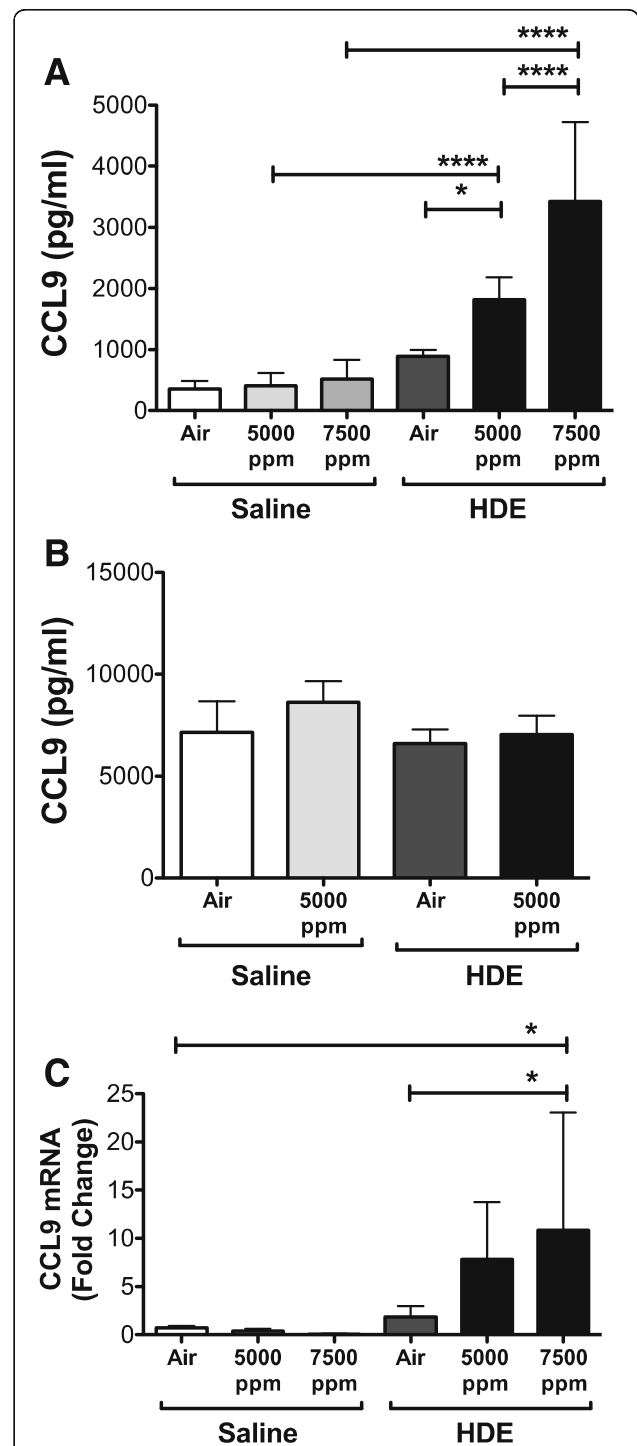 A
****
****
****
*
CCL9 (pg/ml)
5000
4000
3000
2000
1000
0
Air 5000 ppm 7500 ppm Air 5000 ppm 7500 ppm
Saline HDE
B
CCL9 (pg/ml)
15000
10000
5000
0
Air 5000 ppm Air 5000 ppm
Saline HDE
C
*
*
CCL9 mRNA
(Fold Change)
25
20
15
10
5
0
Air 5000 ppm 7500 ppm Air 5000 ppm 7500 ppm
Saline HDE